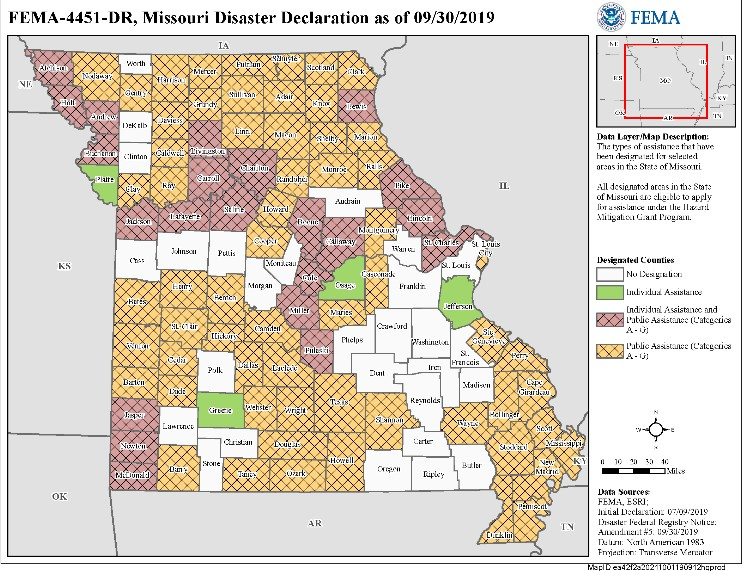 FEMA-4451-DR, Missouri Disaster Declaration as of 09/30/2019
FEMA
IA
NE
KS
OK
AR
TN
KY
IL
Atchison
Nodaway
Worth
Harrison
Mercer
Putnam
Schuyler
Scotland
Clark
Holt
Andrew
Gentry
Grundy
Sullivan
Adair
Knox
Lewis
DeKalb
Daviess
Livingston
Linn
Macon
Shelby
Marion
Buchanan
Clinton
Caldwell
Carroll
Chariton
Randolph
Monroe
Ralls
Platte
Clay
Ray
Audrain
Pike
Jackson
Lafayette
Saline
Howard
Boone
Callaway
Montgomery
Lincoln
St. Charles
St. Louis
City
Cass
Johnson
Pettis
Cooper
Moniteau
Cole
Osage
Gasconade
Warren
St. Louis
Bates
Henry
Benton
Morgan
Miller
Maries
Franklin
Jefferson
Vernon
St. Clair
Hickory
Camden
Pulaski
Phelps
Crawford
Washington
St.
Francois
Ste.
Genevieve
Perry
Barton
Cedar
Polk
Dallas
Laclede
Dent
Iron
Madison
Cape
Girardeau
Dade
Jasper
Greene
Webster
Wright
Texas
Shannon
Reynolds
Wayne
Bollinger
Scott
Newton
Lawrence
Christian
Douglas
Howell
Carter
Stoddard
Mississippi
McDonald
Barry
Stone
Taney
Ozark
Oregon
Ripley
Butler
New
Madrid
Pemiscot
Dunklin
NE
IA
IL
IN
KS
MO
KY
OK
AR
TN
Data Layer/Map Description:
The types of assistance that have
been designated for selected
areas in the State of Missouri.
All designated areas in the State
of Missouri are eligible to apply
for assistance under the Hazard
Mitigation Grant Program.
Designated Counties
No Designation
Individual Assistance
Individual Assistance and
Public Assistance (Categories
A - G)
Public Assistance (Categories
A - G)
N
W
E
S
0 10 20 30 40
Miles
Data Sources:
FEMA, ESRI;
Initial Declaration: 07/09/2019
Disaster Federal Registry Notice:
Amendment #5: 09/30/2019
Datum: North American 1983
Projection: Transverse Mercator
MapID ea42f2a20211001190912hqprod